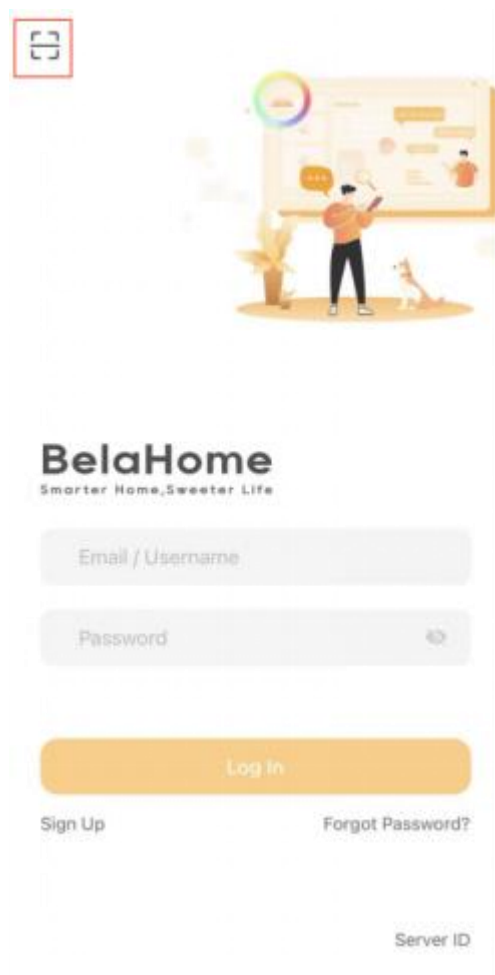 BelaHome
Smarter Home,Sweeter Life
Email / Username
Password
Log In
Sign Up
Forgot Password?
Server ID